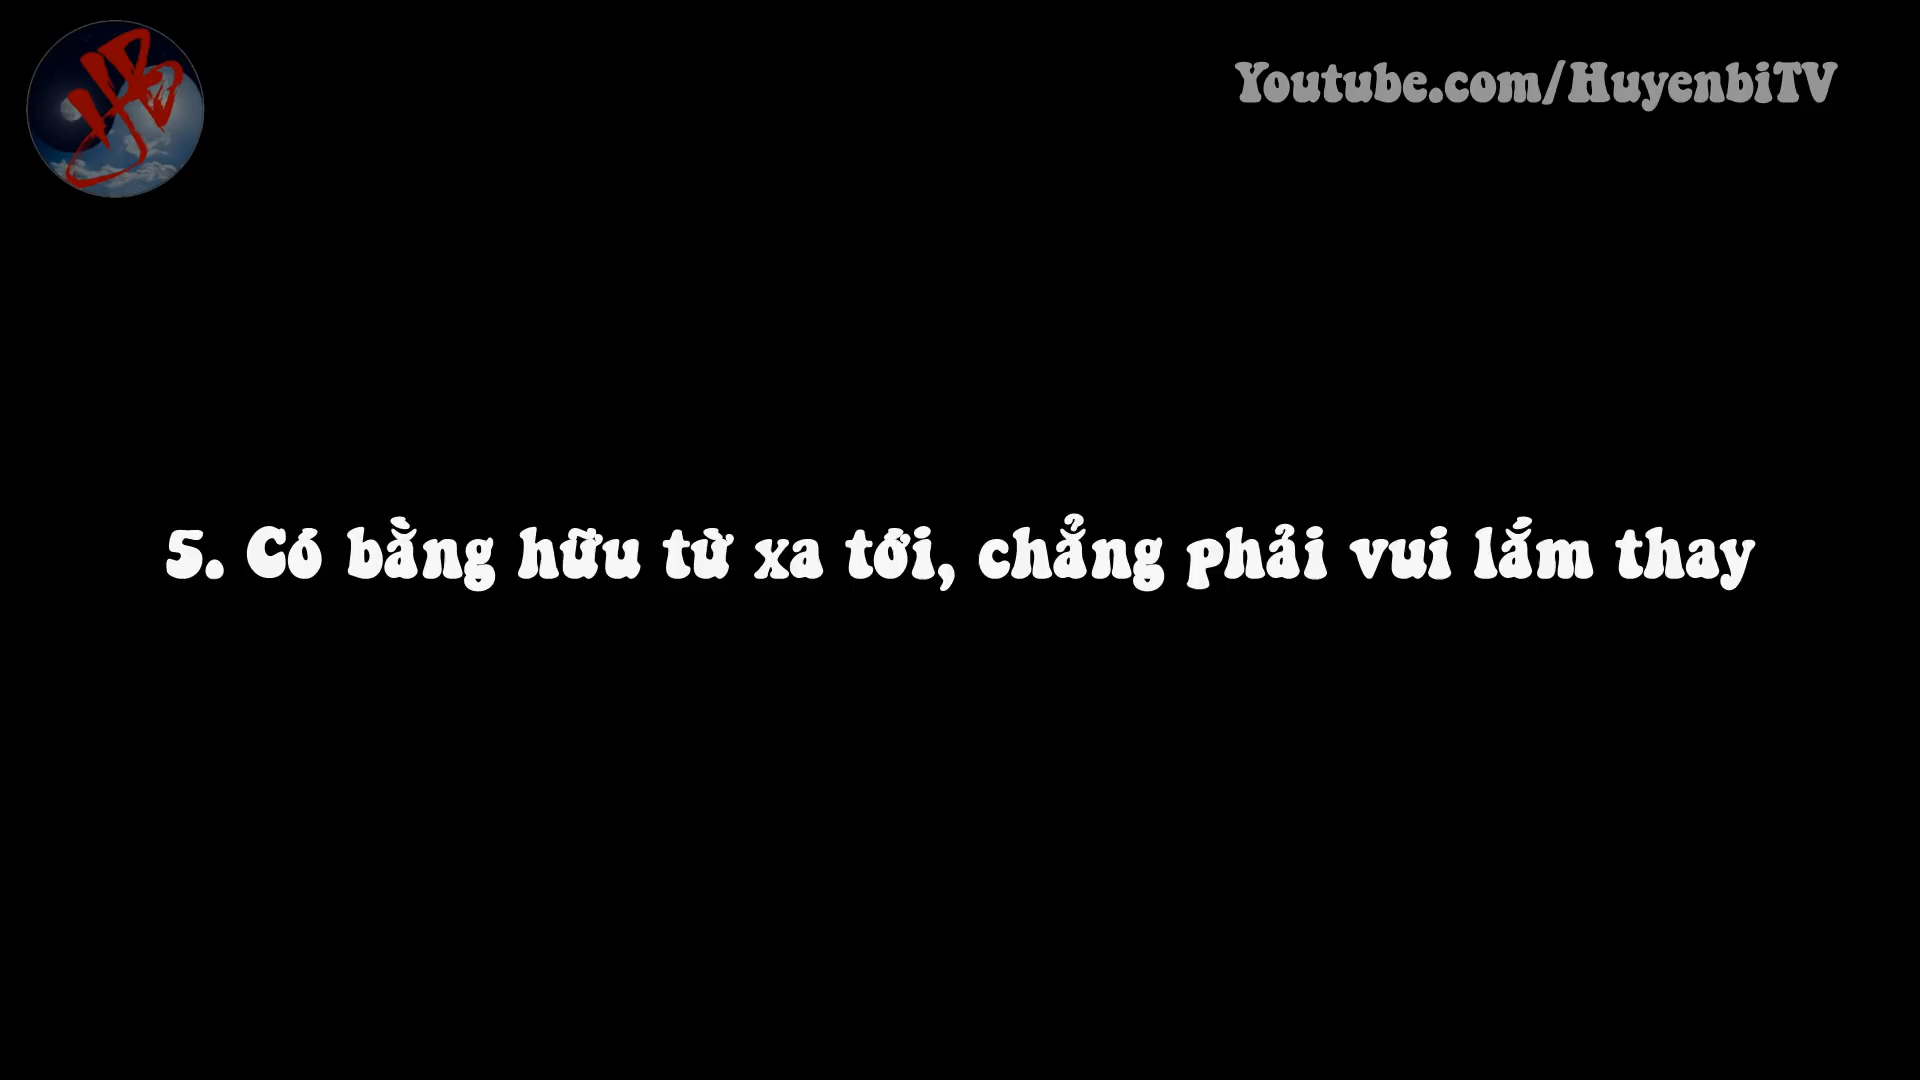 Youtube.com/HuyenbiTV
5. Có bằng hữu từ xa tới, chẳng phải vui lắm thay